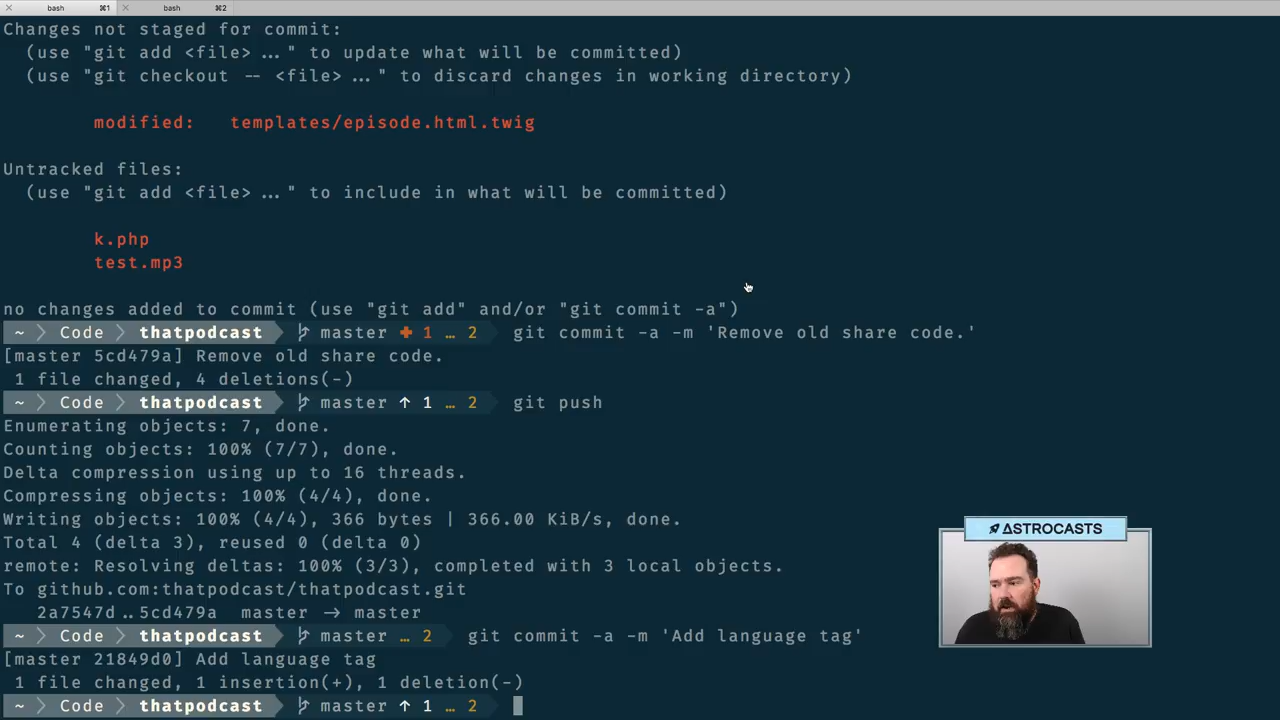 bash ⌘1 bash ⌘2
Changes not staged for commit:
(use "git add <file> ..." to update what will be committed)
(use "git checkout -- <file> ..." to discard changes in working directory)
modified: templates/episode.html.twig
Untracked files:
(use "git add <file> ..." to include in what will be committed)
k.php
test.mp3
no changes added to commit (use "git add" and/or "git commit -a")
~ Code thatpodcast master ✚ 1 … 2 git commit -a -m 'Remove old share code.'
[master 5cd479a] Remove old share code.
1 file changed, 4 deletions(-)
~ Code thatpodcast master ↑ 1 … 2 git push
Enumerating objects: 7, done.
Counting objects: 100% (7/7), done.
Delta compression using up to 16 threads.
Compressing objects: 100% (4/4), done.
Writing objects: 100% (4/4), 366 bytes | 366.00 KiB/s, done.
Total 4 (delta 3), reused 0 (delta 0)
remote: Resolving deltas: 100% (3/3), completed with 3 local objects.
To github.com:thatpodcast/thatpodcast.git
2a7547d..5cd479a master -> master
~ Code thatpodcast master … 2 git commit -a -m 'Add language tag'
[master 21849d0] Add language tag
1 file changed, 1 insertion(+), 1 deletion(-)
~ Code thatpodcast master ↑ 1 … 2
ASTROCASTS